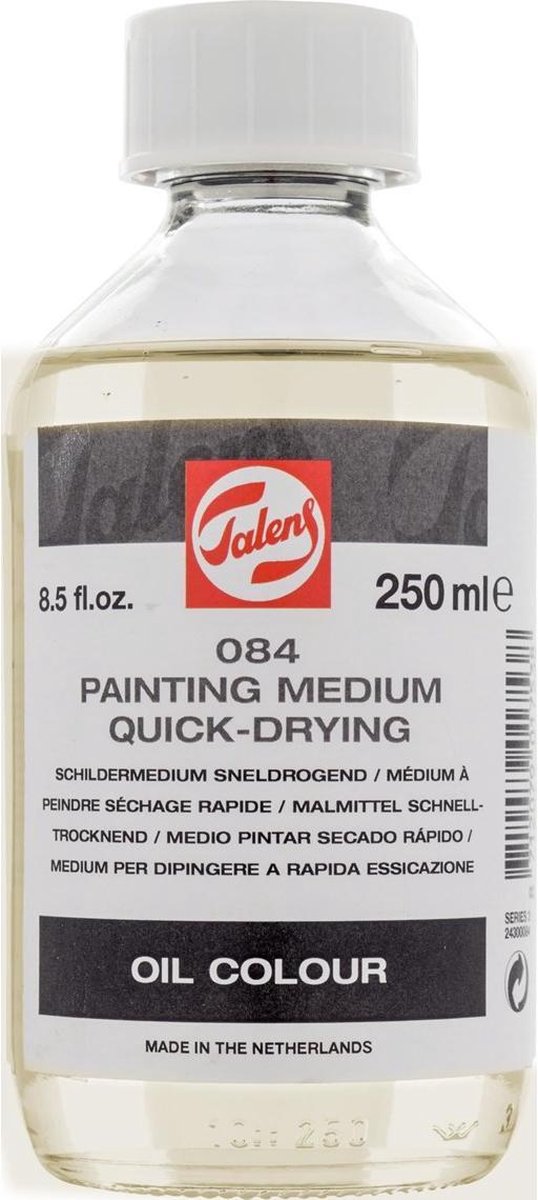 Talens
8.5 fl.oz.
250 ml e
084
PAINTING MEDIUM
QUICK-DRYING
SCHILDERMEDIUM SNELDROGEND / MÉDIUM À
PEINDRE SÉCHAGE RAPIDE / MALMITTEL SCHNELL-
TROCKNEND / MEDIO PINTAR SECADO RÁPIDO /
MEDIUM PER DIPINGERE A RAPIDA ESSICAZIONE
OIL COLOUR
MADE IN THE NETHERLANDS
SERIES